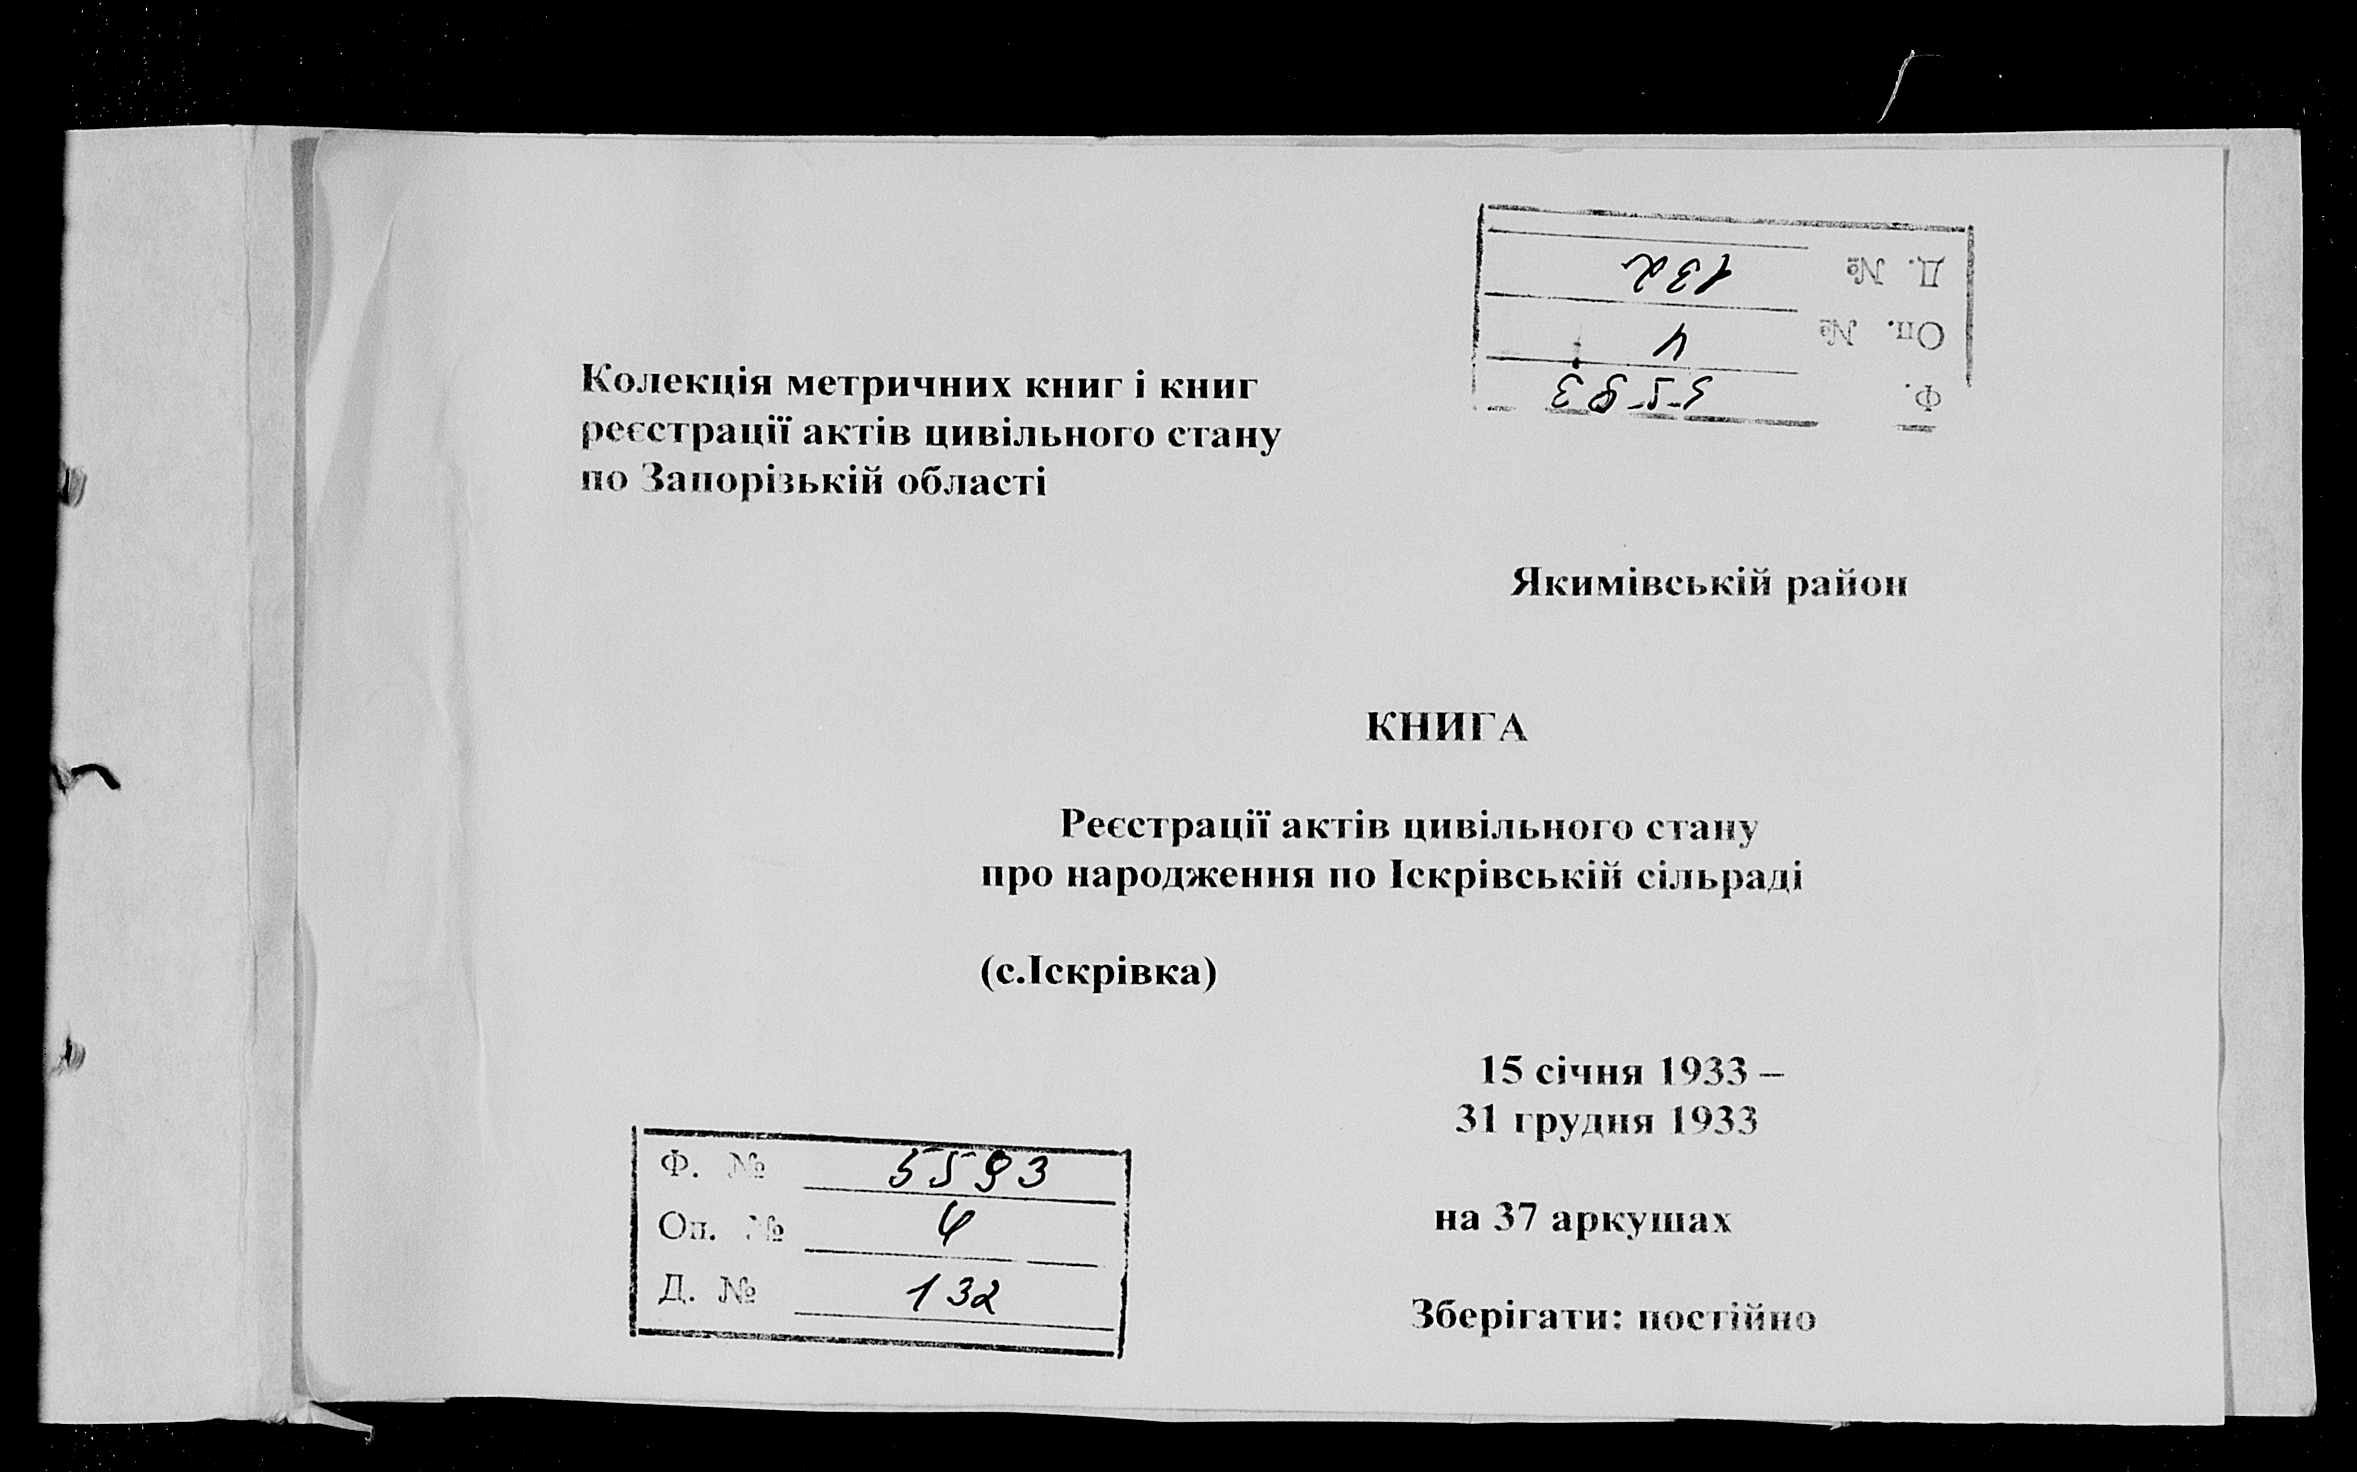 Д. № 132
Оп. № 4
Ф. 5593
Колекція метричних книг і книг
реєстрації актів цивільного стану
по Запорізькій області
Якимівській район
КНИГА
Реєстрації актів цивільного стану
про народження по Іскрівській сільраді
(с.Іскрівка)
15 січня 1933 –
31 грудня 1933
на 37 аркушах
Зберігати: постійно
Ф. № 5593
Оп. № 4
Д. № 132